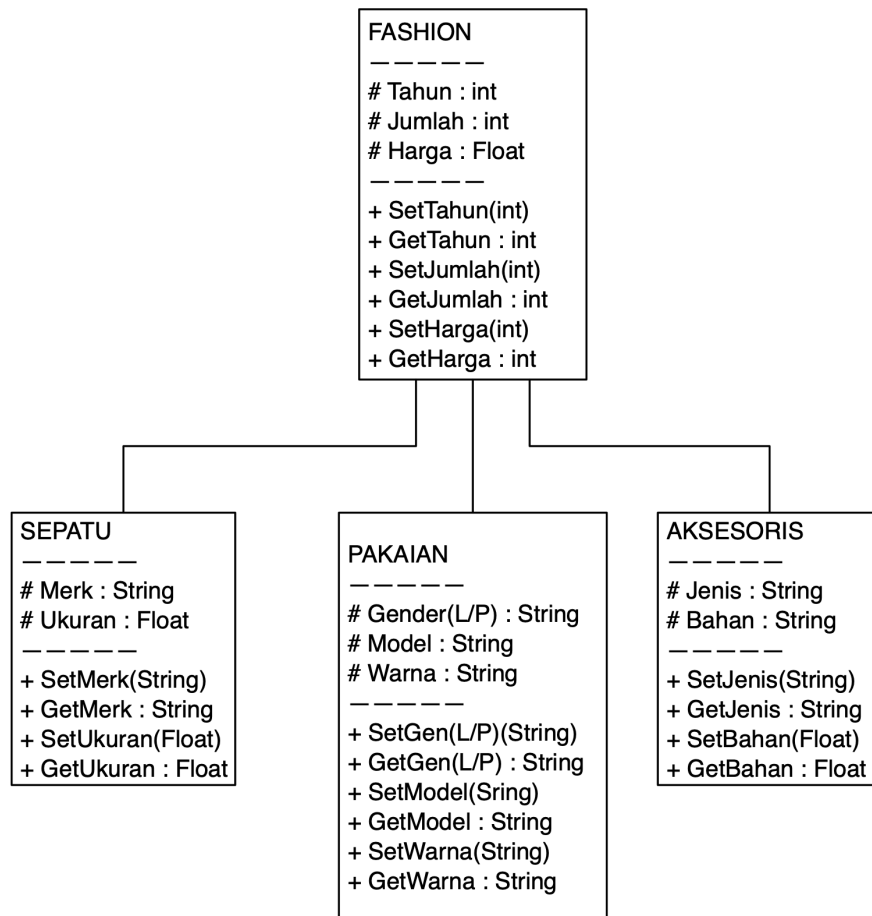 FASHION
— — — — —
# Tahun : int
# Jumlah : int
# Harga : Float
— — — — —
+ SetTahun(int)
+ GetTahun : int
+ SetJumlah(int)
+ GetJumlah : int
+ SetHarga(int)
+ GetHarga : int
SEPATU
— — — — —
# Merk : String
# Ukuran : Float
— — — — —
+ SetMerk(String)
+ GetMerk : String
+ SetUkuran(Float)
+ GetUkuran : Float
PAKAIAN
— — — — —
# Gender(L/P) : String
# Model : String
# Warna : String
— — — — —
+ SetGen(L/P)(String)
+ GetGen(L/P) : String
+ SetModel(Sring)
+ GetModel : String
+ SetWarna(String)
+ GetWarna : String
AKSESORIS
— — — — —
# Jenis : String
# Bahan : String
— — — — —
+ SetJenis(String)
+ GetJenis : String
+ SetBahan(Float)
+ GetBahan : Float